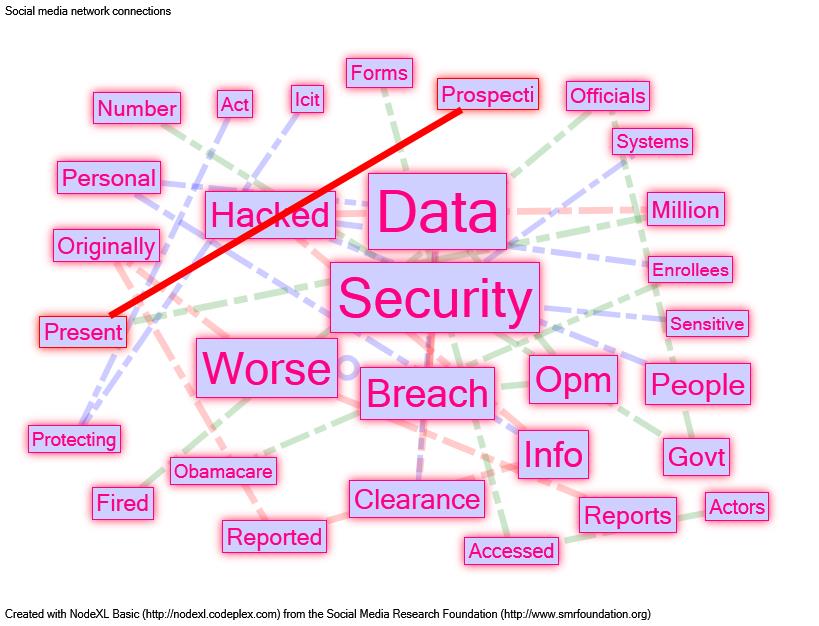 Social media network connections
Forms
Prospecti
Officials
Icit
Act
Number
Systems
Personal
Data
Million
Hacked
Originally
Enrollees
Security
Present
Sensitive
Worse
Breach
Opm
People
Protecting
Info
Govt
Obamacare
Fired
Clearance
Actors
Reports
Reported
Accessed
Created with NodeXL Basic (http://nodexl.codeplex.com) from the Social Media Research Foundation (http://www.smrfoundation.org)